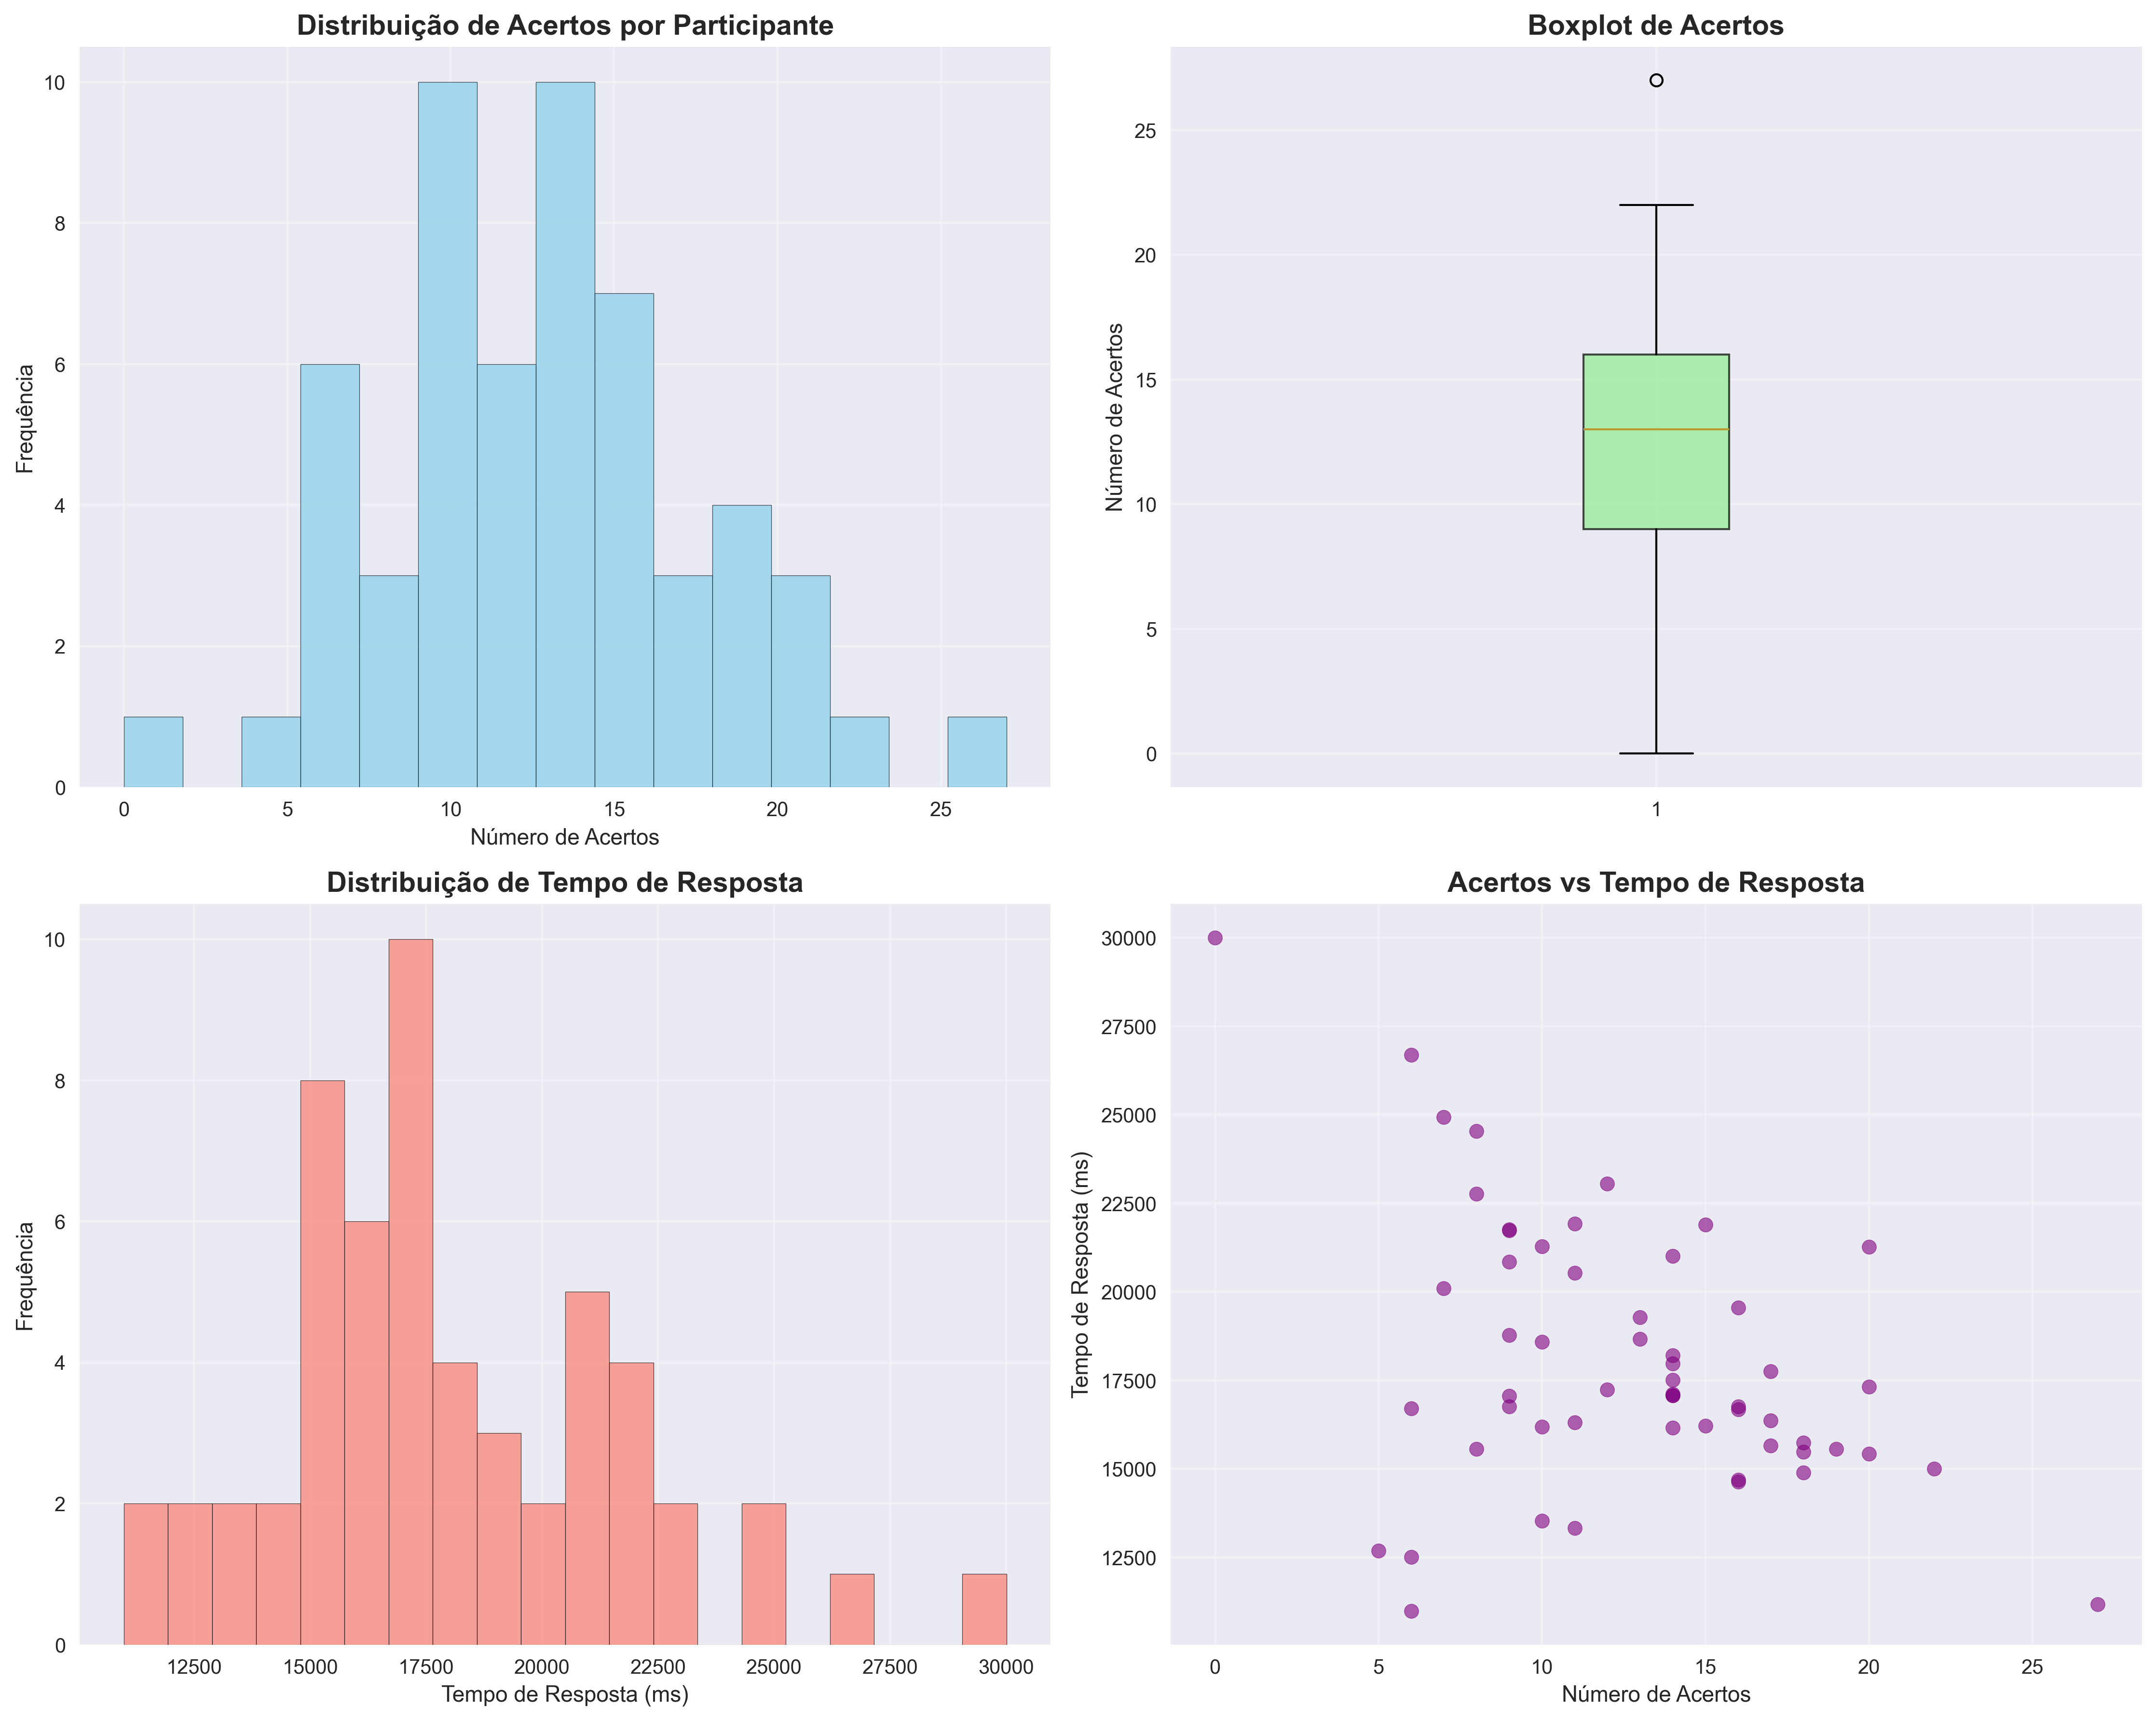 Distribuição de Acertos por Participante
Frequência
10
8
6
4
2
0
0 5 10 15 20 25
Número de Acertos
Boxplot de Acertos
Número de Acertos
25
20
15
10
5
0
1
Distribuição de Tempo de Resposta
Frequência
10
8
6
4
2
0
12500 15000 17500 20000 22500 25000 27500 30000
Tempo de Resposta (ms)
Acertos vs Tempo de Resposta
Tempo de Resposta (ms)
30000
27500
25000
22500
20000
17500
15000
12500
0 5 10 15 20 25
Número de Acertos